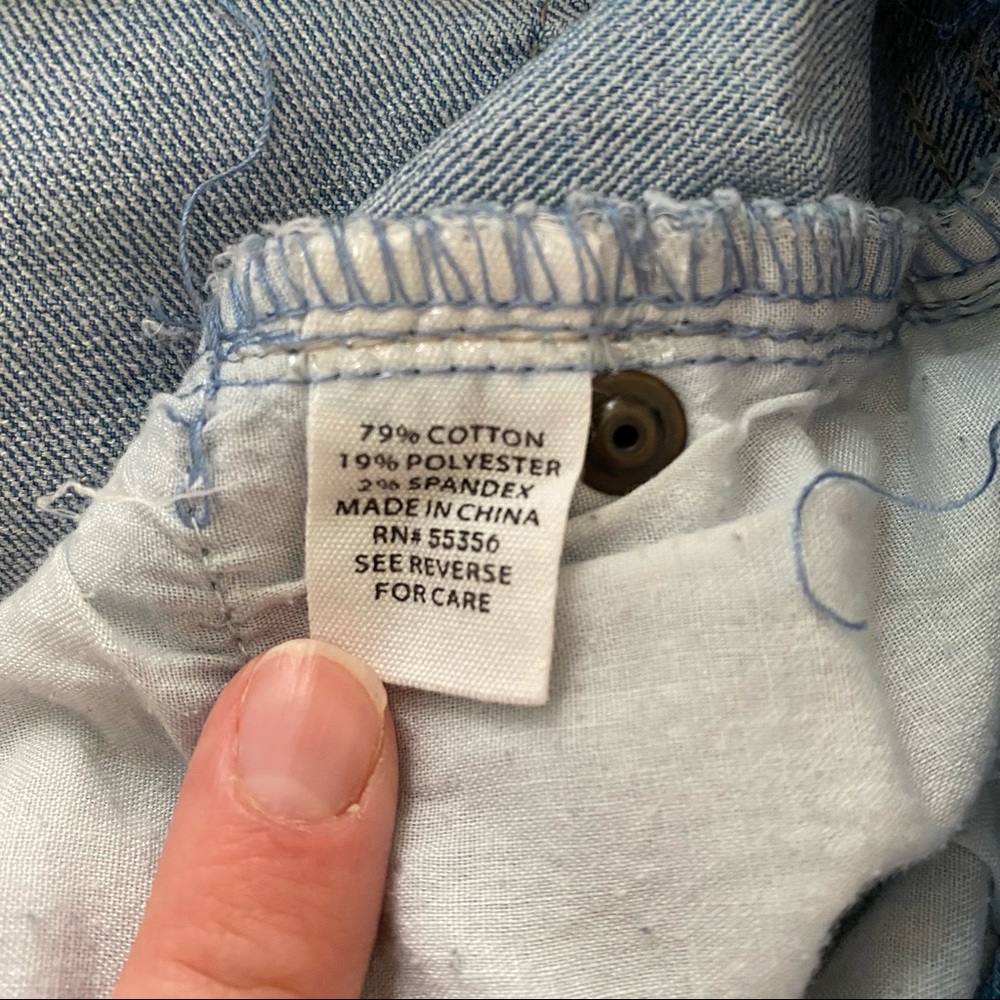 79% COTTON
19% POLYESTER
2% SPANDEX
MADE IN CHINA
RN# 55356
SEE REVERSE
FOR CARE